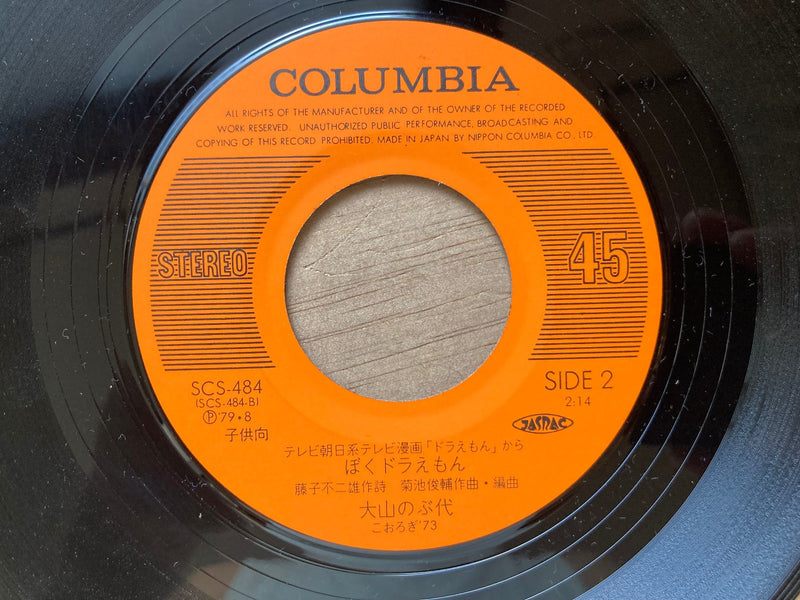 COLUMBIA
ALL RIGHTS OF THE MANUFACTURER AND OF THE OWNER OF THE RECORDED
WORK RESERVED. UNAUTHORIZED PUBLIC PERFORMANCE, BROADCASTING AND
COPYING OF THIS RECORD PROHIBITED. MADE IN JAPAN BY NIPPON COLUMBIA CO., LTD.
STEREO
45
SCS-484
(SCS-484-B)
Ⓟ'79・8
子供向
SIDE 2
2:14
JASRAC
テレビ朝日系テレビ漫画「ドラえもん」から
ぼくドラえもん
藤子不二雄作詩 菊池俊輔作曲・編曲
大山のぶ代
こおろぎ'73